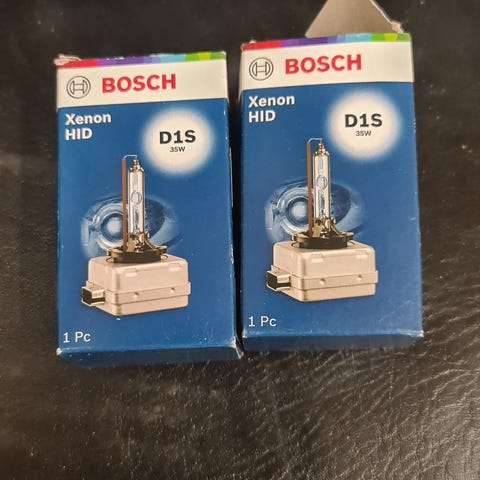 BOSCH
Xenon
HID
D1S
35W
1 Pc
BOSCH
Xenon
HID
D1S
35W
1 Pc